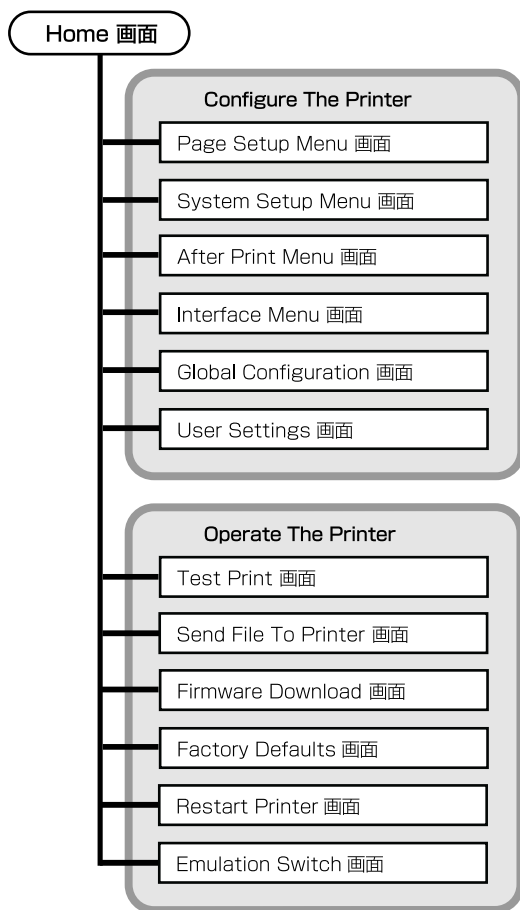 Home 画面
Configure The Printer
Page Setup Menu 画面
System Setup Menu 画面
After Print Menu 画面
Interface Menu 画面
Global Configuration 画面
User Settings 画面
Operate The Printer
Test Print 画面
Send File To Printer 画面
Firmware Download 画面
Factory Defaults 画面
Restart Printer 画面
Emulation Switch 画面